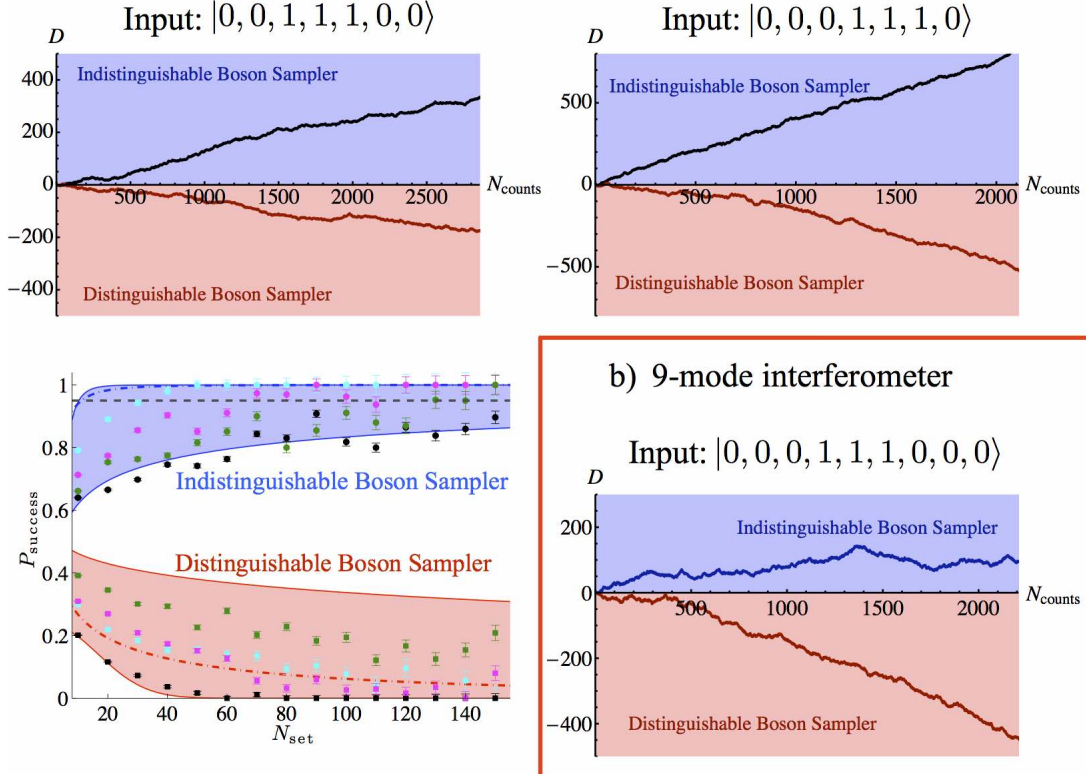 Input: |0, 0, 1, 1, 1, 0, 0⟩
D
400
Indistinguishable Boson Sampler
200
0
500
1000
1500
2000
2500
N_counts
−200
−400
Distinguishable Boson Sampler
Input: |0, 0, 0, 1, 1, 1, 0⟩
D
Indistinguishable Boson Sampler
500
0
500
1000
1500
2000
N_counts
−500
Distinguishable Boson Sampler
1
0.8
0.6
0.4
0.2
0
P_success
Indistinguishable Boson Sampler
Distinguishable Boson Sampler
20
40
60
80
100
120
140
N_set
b) 9-mode interferometer
Input: |0, 0, 0, 1, 1, 1, 0, 0, 0⟩
D
Indistinguishable Boson Sampler
200
0
500
1000
1500
2000
N_counts
−200
−400
Distinguishable Boson Sampler